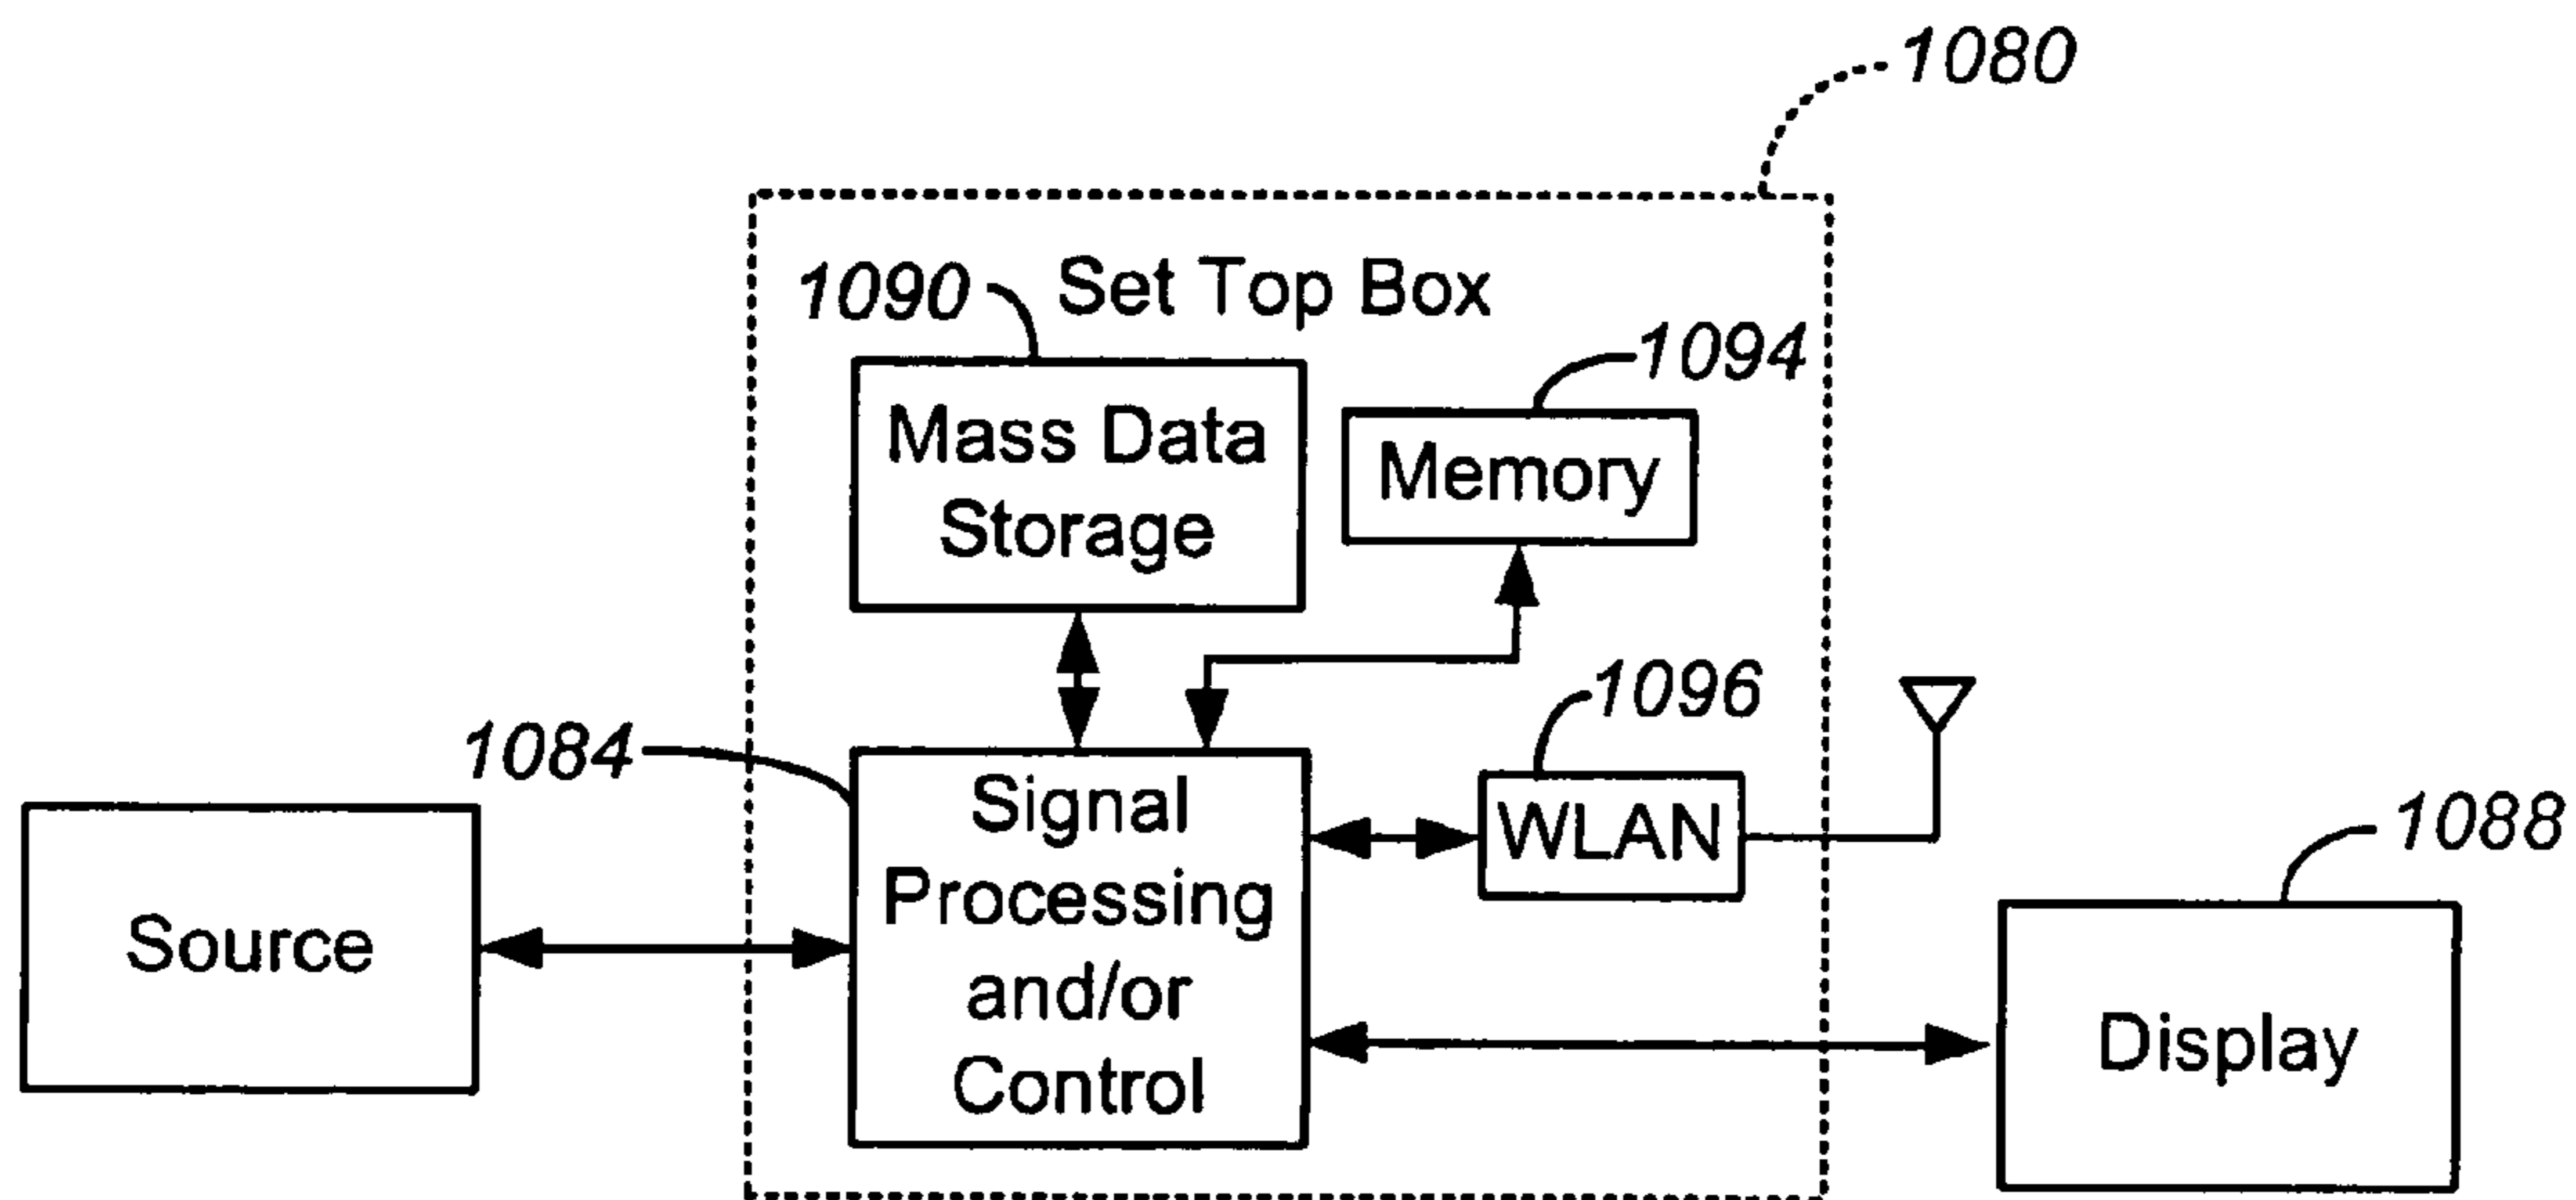 1080
1090
Set Top Box
1094
Mass Data
Storage
Memory
1096
1084
Signal
Processing
and/or
Control
WLAN
1088
Source
Display